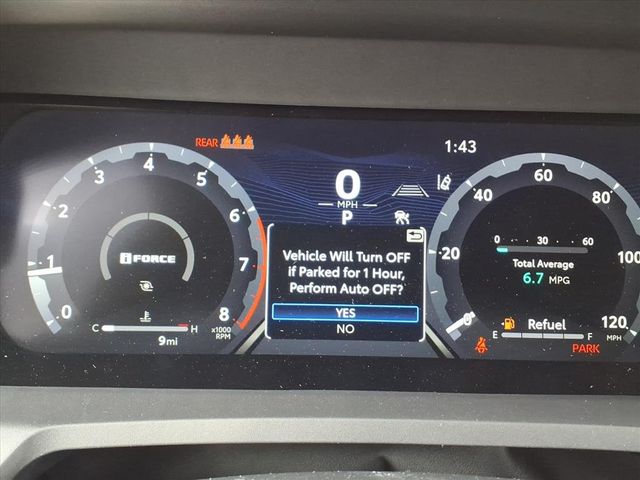 REAR
1:43
0
MPH
P
0
1
2
3
4
5
6
7
8
x1000
RPM
i FORCE
C
H
9mi
Vehicle Will Turn OFF
if Parked for 1 Hour,
Perform Auto OFF?
YES
NO
0
20
40
60
80
100
120
MPH
0 30 60
Total Average
6.7 MPG
Refuel
E
F
PARK